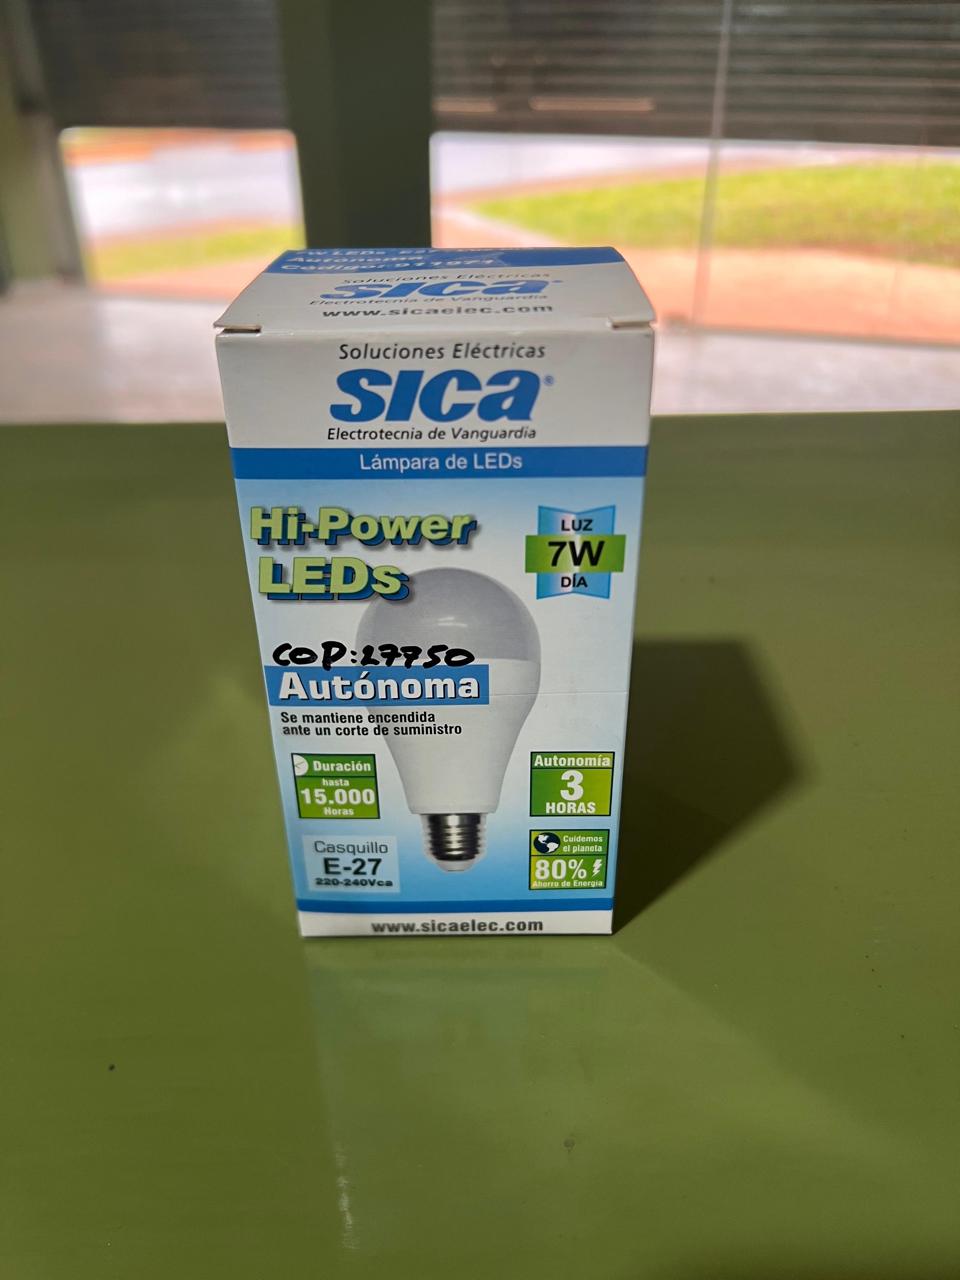 Autónoma
Código: 911971
Soluciones Eléctricas
sica
Electrotecnia de Vanguardia
www.sicaelec.com
Soluciones Eléctricas
sica®
Electrotecnia de Vanguardia
Lámpara de LEDs
Hi-Power
LEDs
LUZ
7W
DÍA
COP:27750
Autónoma
Se mantiene encendida
ante un corte de suministro
Duración
hasta
15.000
Horas
Autonomía
3
HORAS
Casquillo
E-27
220-240Vca
Cuidemos
el planeta
80%
Ahorro de Energía
www.sicaelec.com